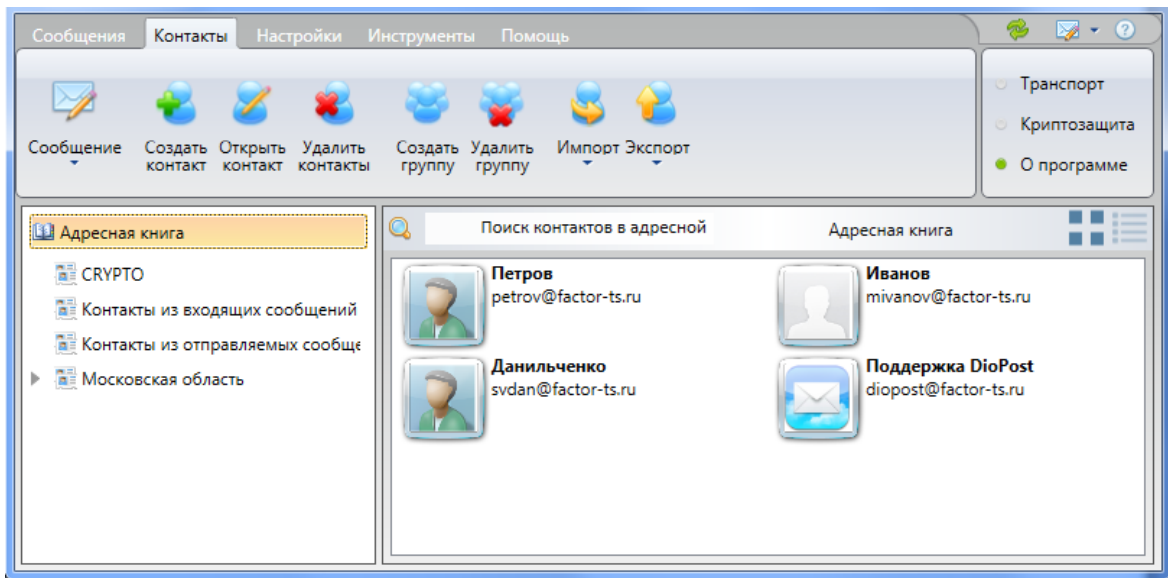 Сообщения Контакты Настройки Инструменты Помощь
Транспорт
Криптозащита
О программе
Сообщение
Создать контакт
Открыть контакт
Удалить контакты
Создать группу
Удалить группу
Импорт
Экспорт
Адресная книга
CRYPTO
Контакты из входящих сообщений
Контакты из отправляемых сообще
Московская область
Поиск контактов в адресной
Адресная книга
Петров
petrov@factor-ts.ru
Иванов
mivanov@factor-ts.ru
Данильченко
svdan@factor-ts.ru
Поддержка DioPost
diopost@factor-ts.ru